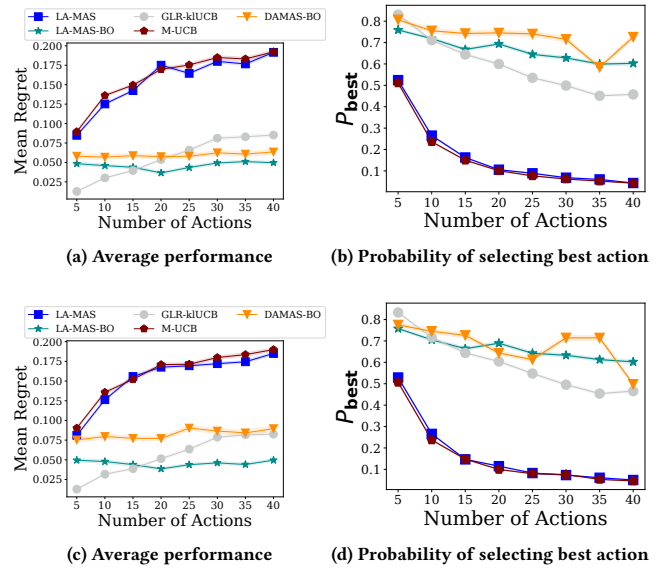 LA-MAS GLR-klUCB DAMAS-BO
LA-MAS-BO M-UCB
Mean Regret
0.200
0.175
0.150
0.125
0.100
0.075
0.050
0.025
5 10 15 20 25 30 35 40
Number of Actions
(a) Average performance
P_best
0.8
0.7
0.6
0.5
0.4
0.3
0.2
0.1
5 10 15 20 25 30 35 40
Number of Actions
(b) Probability of selecting best action
LA-MAS GLR-klUCB DAMAS-BO
LA-MAS-BO M-UCB
Mean Regret
0.200
0.175
0.150
0.125
0.100
0.075
0.050
0.025
5 10 15 20 25 30 35 40
Number of Actions
(c) Average performance
P_best
0.8
0.7
0.6
0.5
0.4
0.3
0.2
0.1
5 10 15 20 25 30 35 40
Number of Actions
(d) Probability of selecting best action